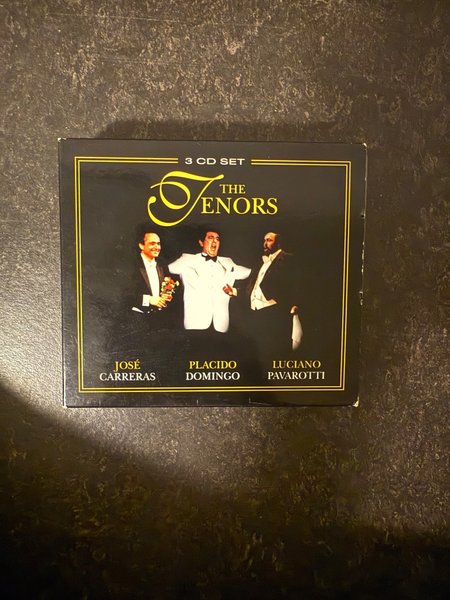 3 CD SET
THE
TENORS
JOSÉ
CARRERAS
PLACIDO
DOMINGO
LUCIANO
PAVAROTTI